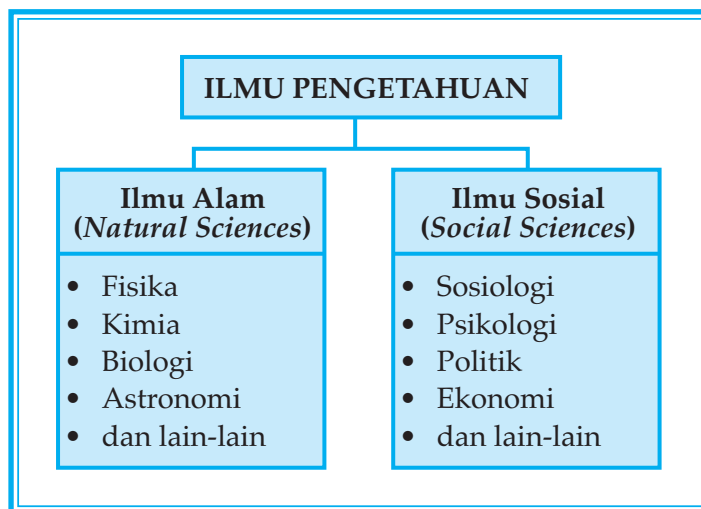 ILMU PENGETAHUAN
Ilmu Alam
(Natural Sciences)
• Fisika
• Kimia
• Biologi
• Astronomi
• dan lain-lain
Ilmu Sosial
(Social Sciences)
• Sosiologi
• Psikologi
• Politik
• Ekonomi
• dan lain-lain